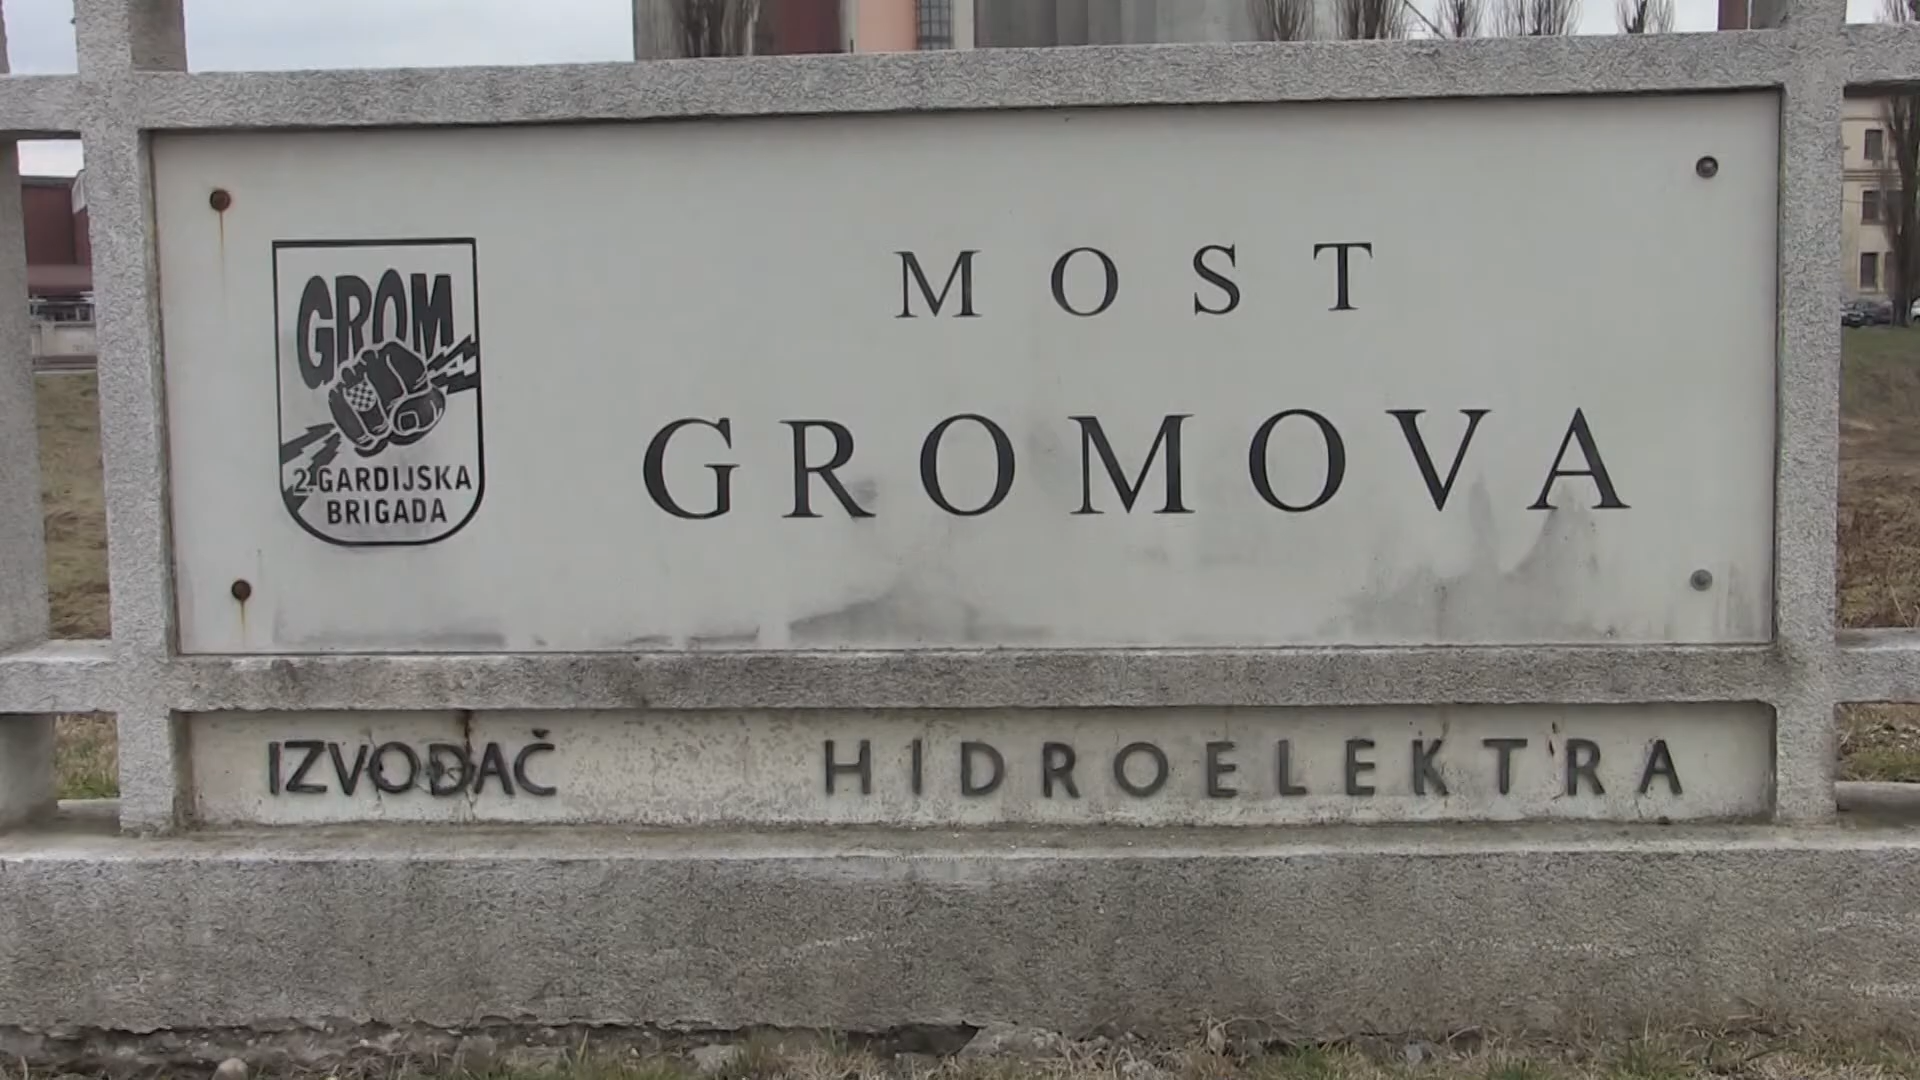 GROM
2. GARDIJSKA
BRIGADA
MOST
GROMOVA
IZVOĐAČ HIDROELEKTRA